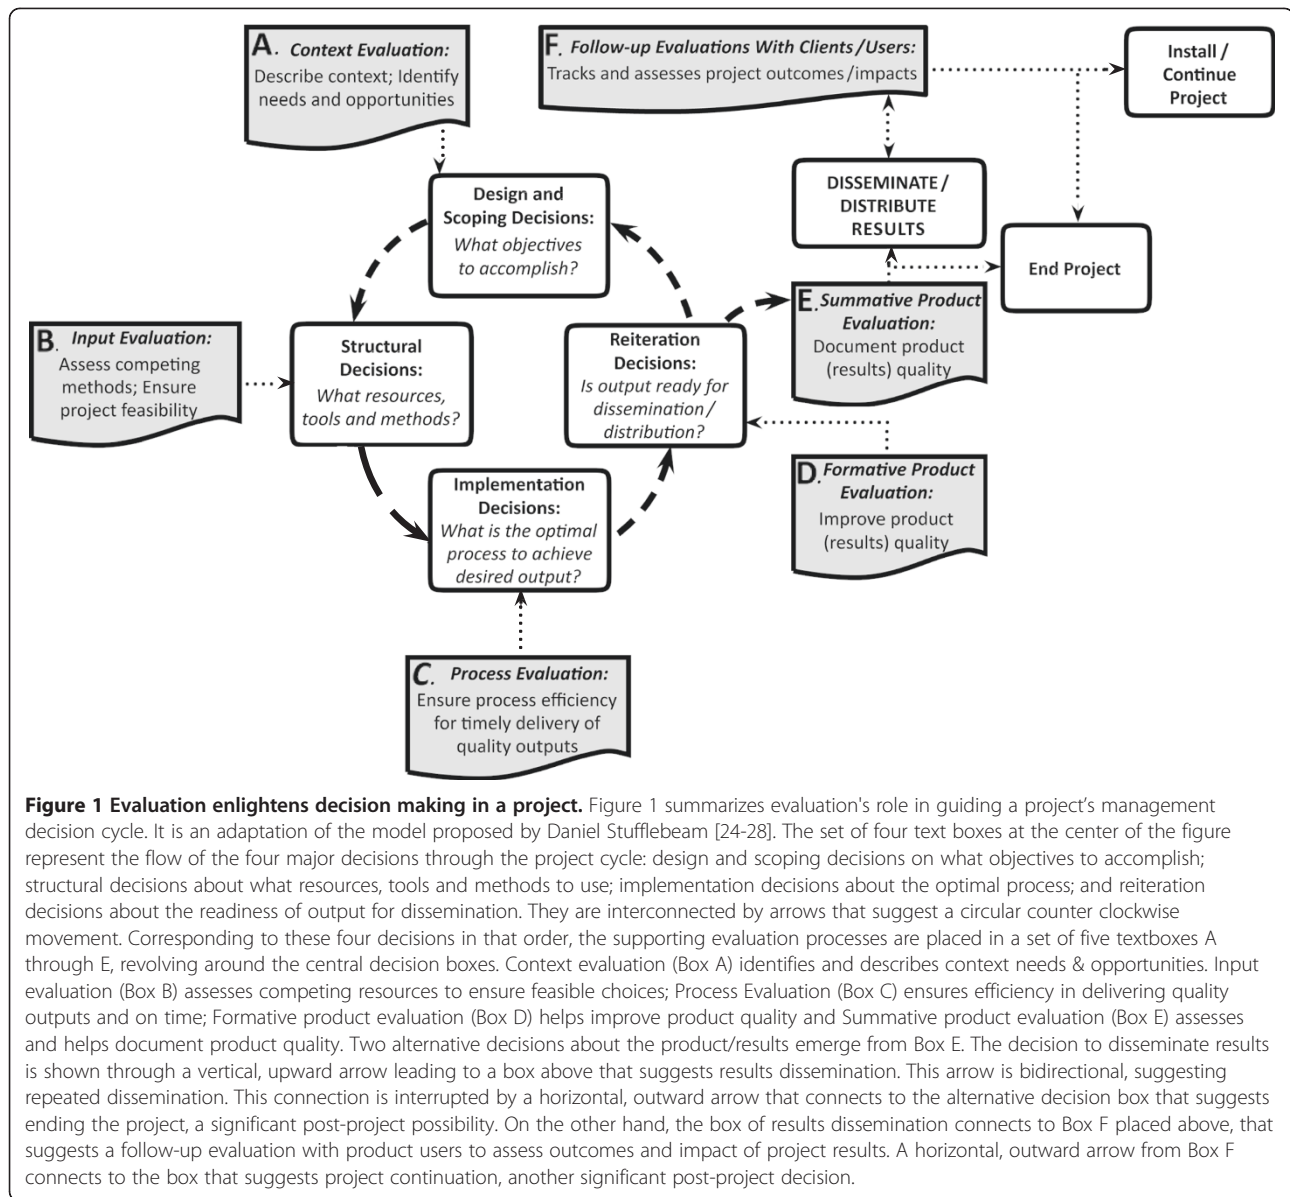 A. Context Evaluation:
Describe context; Identify
needs and opportunities
F. Follow-up Evaluations With Clients/Users:
Tracks and assesses project outcomes/impacts
Install /
Continue
Project
Design and
Scoping Decisions:
What objectives
to accomplish?
DISSEMINATE/
DISTRIBUTE
RESULTS
End Project
B. Input Evaluation:
Assess competing
methods; Ensure
project feasibility
Structural
Decisions:
What resources,
tools and methods?
Reiteration
Decisions:
Is output ready for
dissemination/
distribution?
E. Summative Product
Evaluation:
Document product
(results) quality
Implementation
Decisions:
What is the optimal
process to achieve
desired output?
D. Formative Product
Evaluation:
Improve product
(results) quality
C. Process Evaluation:
Ensure process efficiency
for timely delivery of
quality outputs
Figure 1 Evaluation enlightens decision making in a project. Figure 1 summarizes evaluation's role in guiding a project's management
decision cycle. It is an adaptation of the model proposed by Daniel Stufflebeam [24-28]. The set of four text boxes at the center of the figure
represent the flow of the four major decisions through the project cycle: design and scoping decisions on what objectives to accomplish;
structural decisions about what resources, tools and methods to use; implementation decisions about the optimal process; and reiteration
decisions about the readiness of output for dissemination. They are interconnected by arrows that suggest a circular counter clockwise
movement. Corresponding to these four decisions in that order, the supporting evaluation processes are placed in a set of five textboxes A
through E, revolving around the central decision boxes. Context evaluation (Box A) identifies and describes context needs & opportunities. Input
evaluation (Box B) assesses competing resources to ensure feasible choices; Process Evaluation (Box C) ensures efficiency in delivering quality
outputs and on time; Formative product evaluation (Box D) helps improve product quality and Summative product evaluation (Box E) assesses
and helps document product quality. Two alternative decisions about the product/results emerge from Box E. The decision to disseminate results
is shown through a vertical, upward arrow leading to a box above that suggests results dissemination. This arrow is bidirectional, suggesting
repeated dissemination. This connection is interrupted by a horizontal, outward arrow that connects to the alternative decision box that suggests
ending the project, a significant post-project possibility. On the other hand, the box of results dissemination connects to Box F placed above, that
suggests a follow-up evaluation with product users to assess outcomes and impact of project results. A horizontal, outward arrow from Box F
connects to the box that suggests project continuation, another significant post-project decision.